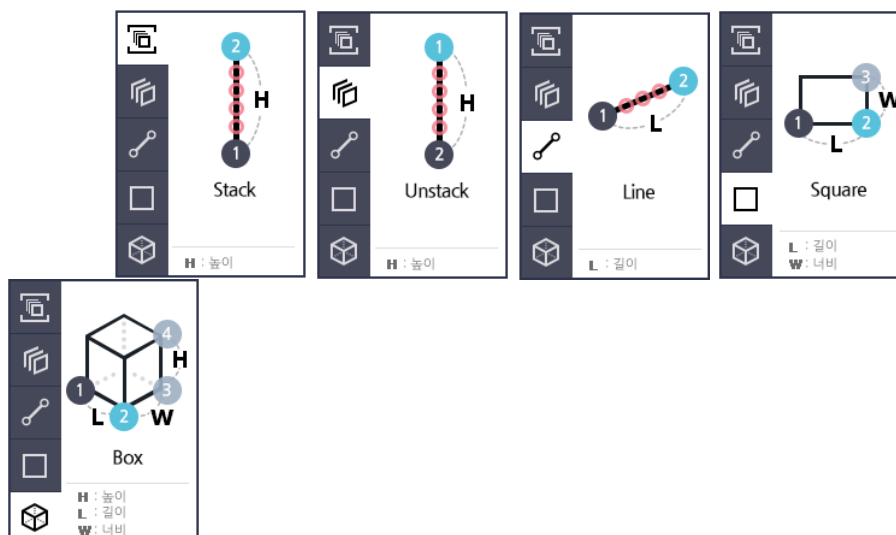 2
H
1
Stack
H : 높이
1
H
2
Unstack
H : 높이
2
1
L
Line
L : 길이
3
W
1
2
L
Square
L : 길이
W : 너비
4
H
1
3
L
2
W
Box
H : 높이
L : 길이
W : 너비